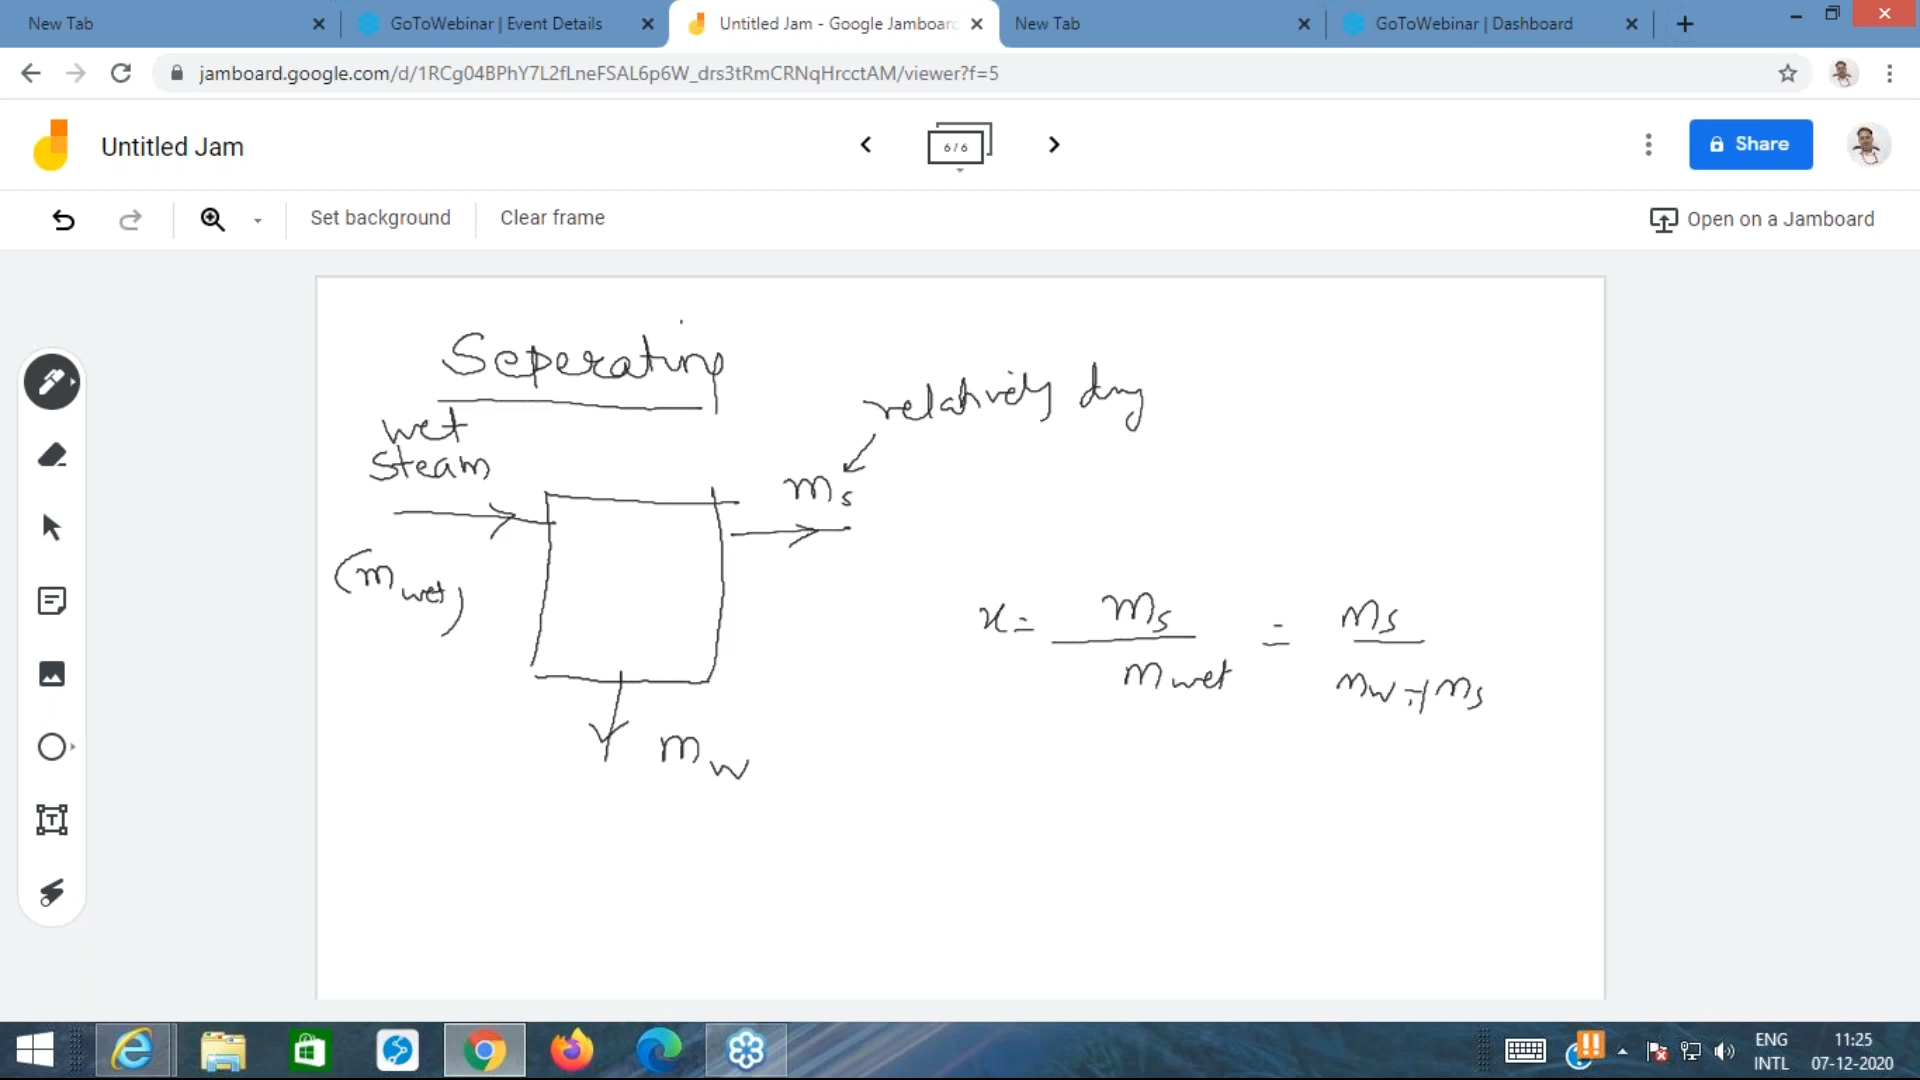 New Tab
GoToWebinar | Event Details
Untitled Jam - Google Jamboard
New Tab
GoToWebinar | Dashboard
jamboard.google.com/d/1RCg04BPhY7L2fLneFSAL6p6W_drs3tRmCRNqHrcctAM/viewer?f=5
Untitled Jam
6 / 6
Share
Set background
Clear frame
Open on a Jamboard
Seperating
relatively dry
wet
steam
ms
(m wet)
x = ms / m wet = ms / mw + ms
mw
ENG
INTL
11:25
07-12-2020